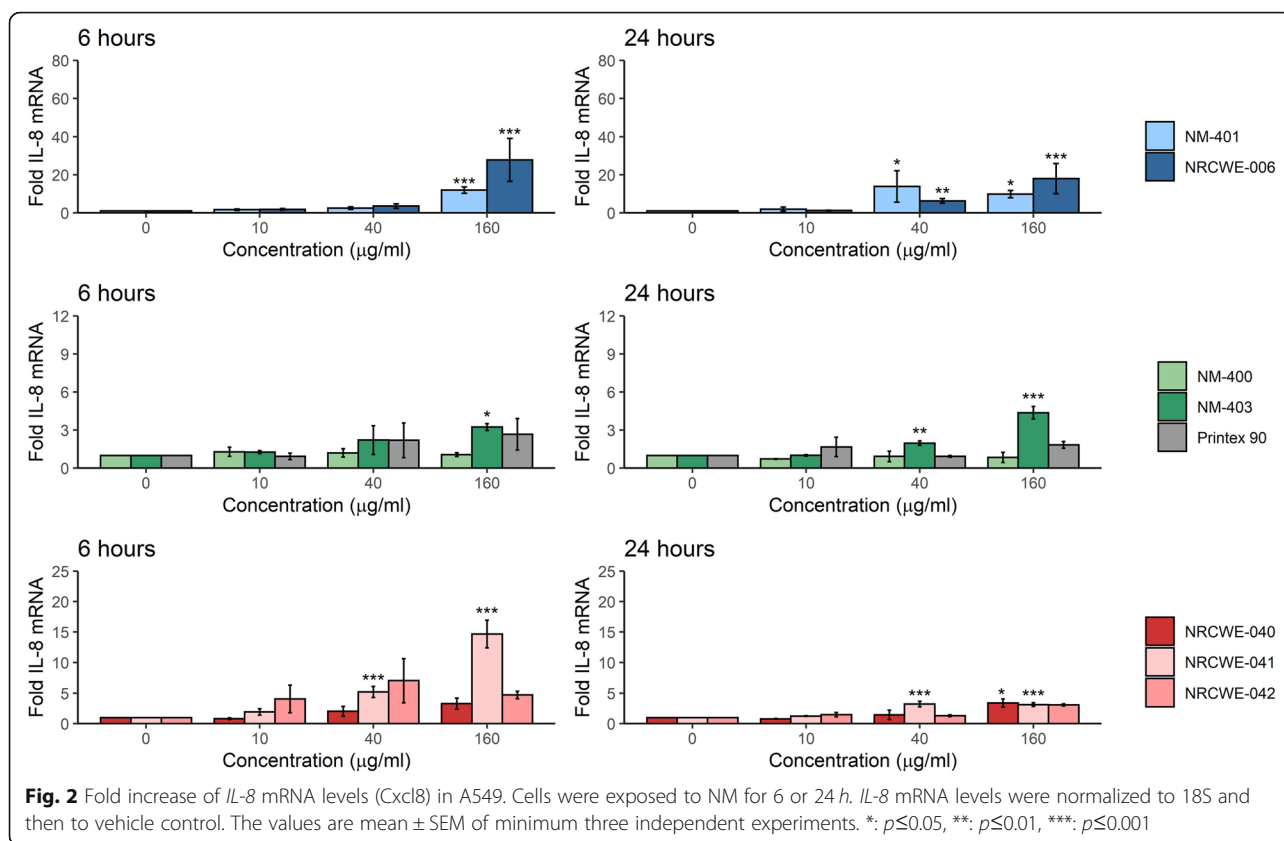 6 hours
24 hours
Fold IL-8 mRNA
80
60
40
20
0
***
***
0
10
40
160
Concentration (μg/ml)
Fold IL-8 mRNA
80
60
40
20
0
*
**
*
***
0
10
40
160
Concentration (μg/ml)
NM-401
NRCWE-006
6 hours
24 hours
Fold IL-8 mRNA
12
9
6
3
0
*
0
10
40
160
Concentration (μg/ml)
Fold IL-8 mRNA
12
9
6
3
0
**
***
0
10
40
160
Concentration (μg/ml)
NM-400
NM-403
Printex 90
6 hours
24 hours
Fold IL-8 mRNA
25
20
15
10
5
0
***
***
0
10
40
160
Concentration (μg/ml)
Fold IL-8 mRNA
25
20
15
10
5
0
***
*
***
0
10
40
160
Concentration (μg/ml)
NRCWE-040
NRCWE-041
NRCWE-042
Fig. 2 Fold increase of IL-8 mRNA levels (Cxcl8) in A549. Cells were exposed to NM for 6 or 24 h. IL-8 mRNA levels were normalized to 18S and
then to vehicle control. The values are mean ± SEM of minimum three independent experiments. *: p≤0.05, **: p≤0.01, ***: p≤0.001